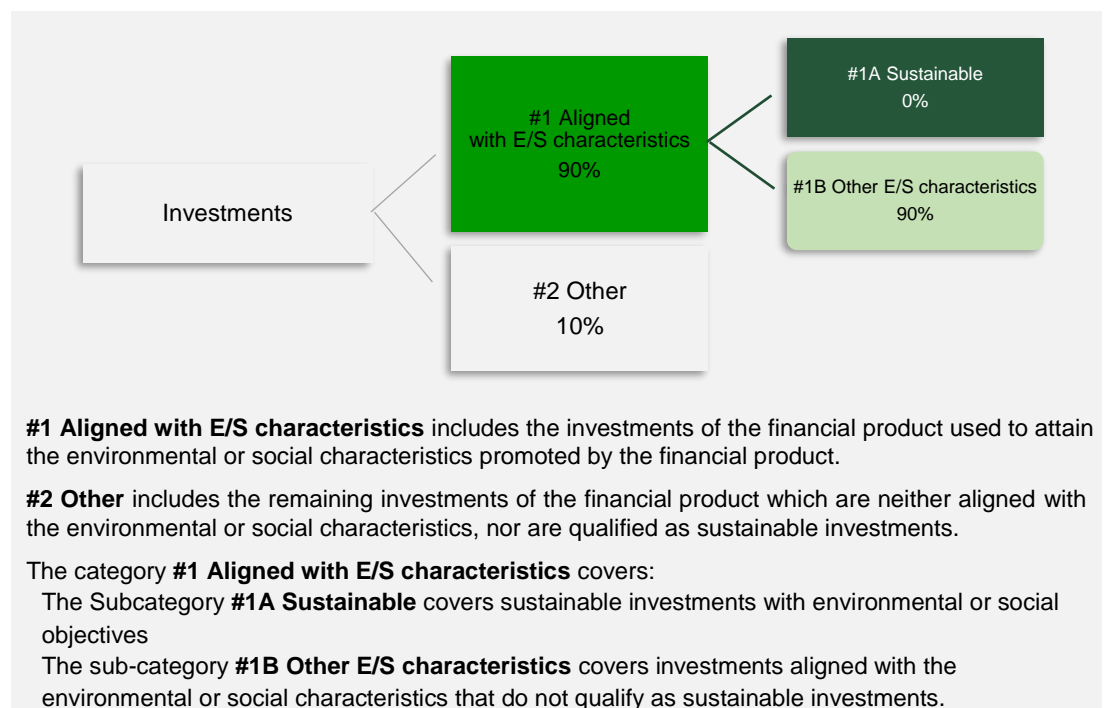 #1A Sustainable
0%
#1 Aligned
with E/S characteristics
90%
#1B Other E/S characteristics
90%
Investments
#2 Other
10%
#1 Aligned with E/S characteristics includes the investments of the financial product used to attain
the environmental or social characteristics promoted by the financial product.
#2 Other includes the remaining investments of the financial product which are neither aligned with
the environmental or social characteristics, nor are qualified as sustainable investments.
The category #1 Aligned with E/S characteristics covers:
The Subcategory #1A Sustainable covers sustainable investments with environmental or social
objectives
The sub-category #1B Other E/S characteristics covers investments aligned with the
environmental or social characteristics that do not qualify as sustainable investments.